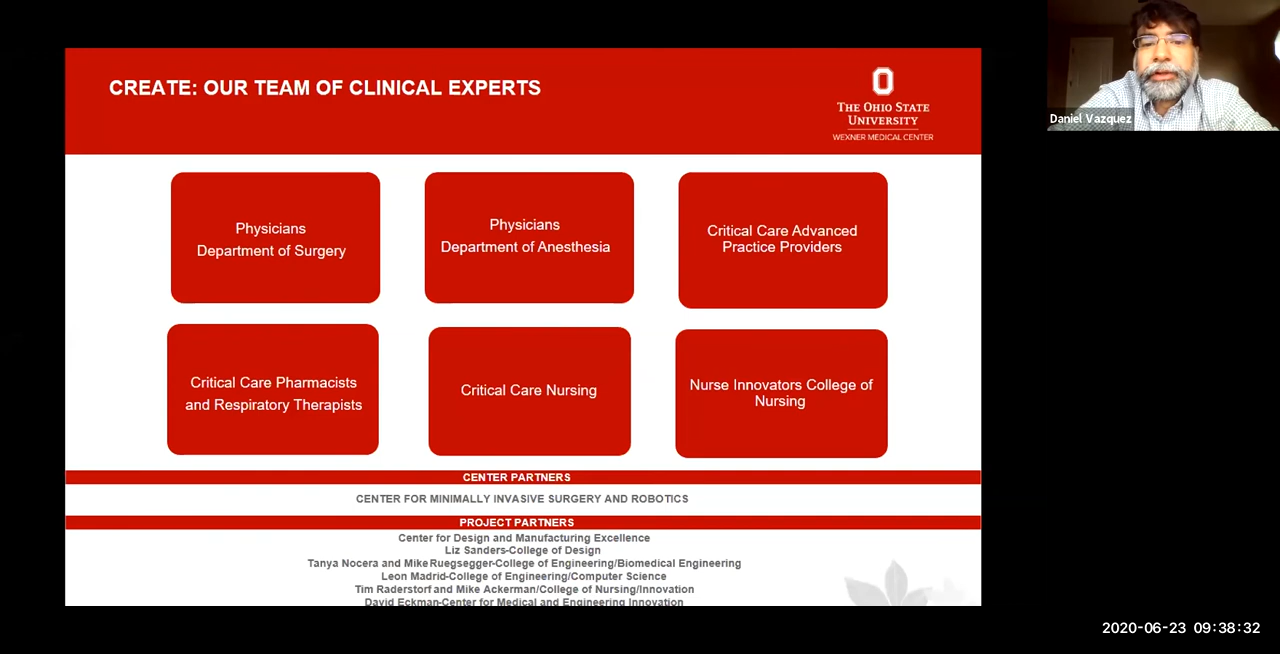 CREATE: OUR TEAM OF CLINICAL EXPERTS
THE OHIO STATE
UNIVERSITY
WEXNER MEDICAL CENTER
Daniel Vazquez
Physicians
Department of Surgery
Physicians
Department of Anesthesia
Critical Care Advanced
Practice Providers
Critical Care Pharmacists
and Respiratory Therapists
Critical Care Nursing
Nurse Innovators College of
Nursing
CENTER PARTNERS
CENTER FOR MINIMALLY INVASIVE SURGERY AND ROBOTICS
PROJECT PARTNERS
Center for Design and Manufacturing Excellence
Liz Sanders-College of Design
Tanya Nocera and Mike Ruegsegger-College of Engineering/Biomedical Engineering
Leon Madrid-College of Engineering/Computer Science
Tim Raderstorf and Mike Ackerman/College of Nursing/Innovation
David Eckman-Center for Medical and Engineering Innovation
2020-06-23 09:38:32